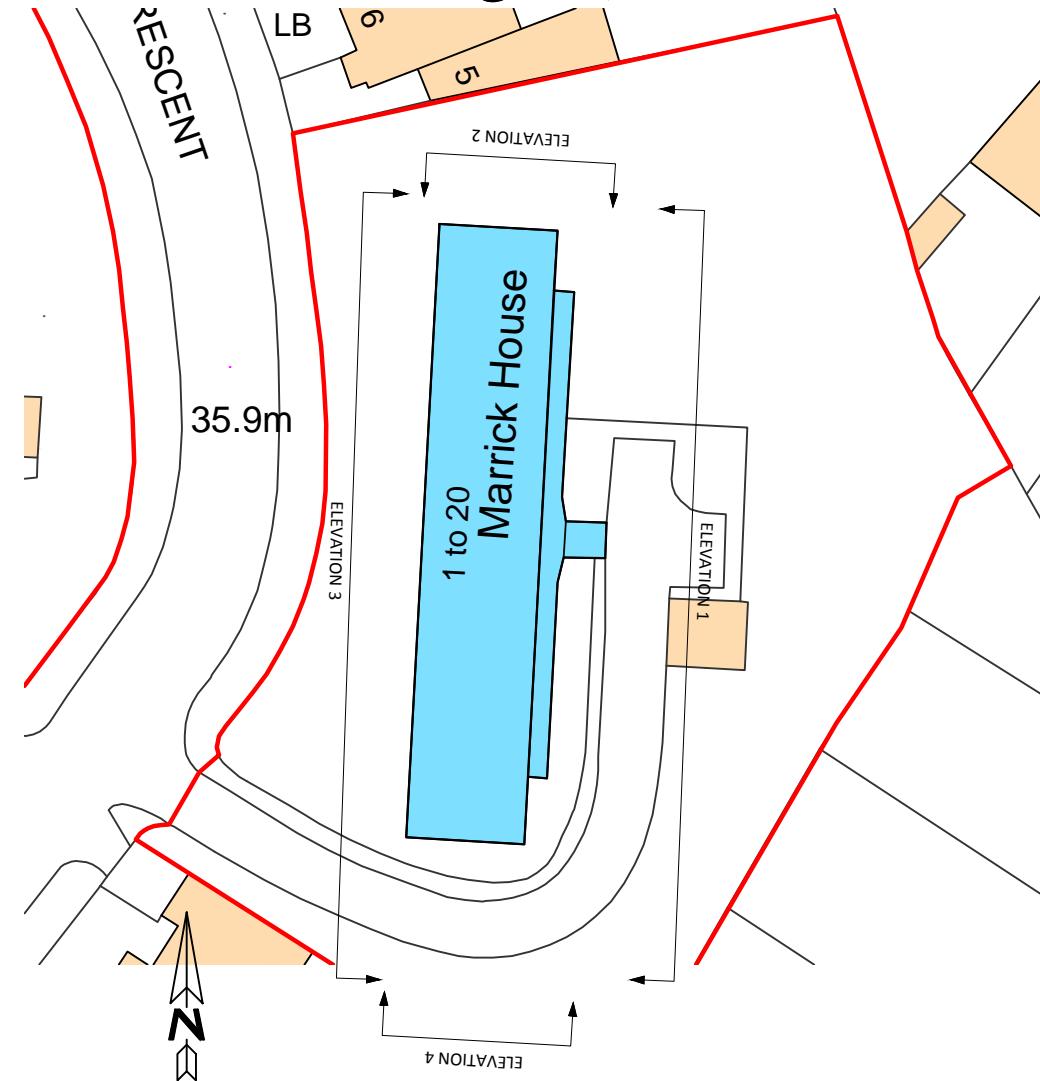 RESCENT
LB
6
5
ELEVATION 2
35.9m
1 to 20
Marrick House
ELEVATION 3
ELEVATION 1
N
ELEVATION 4